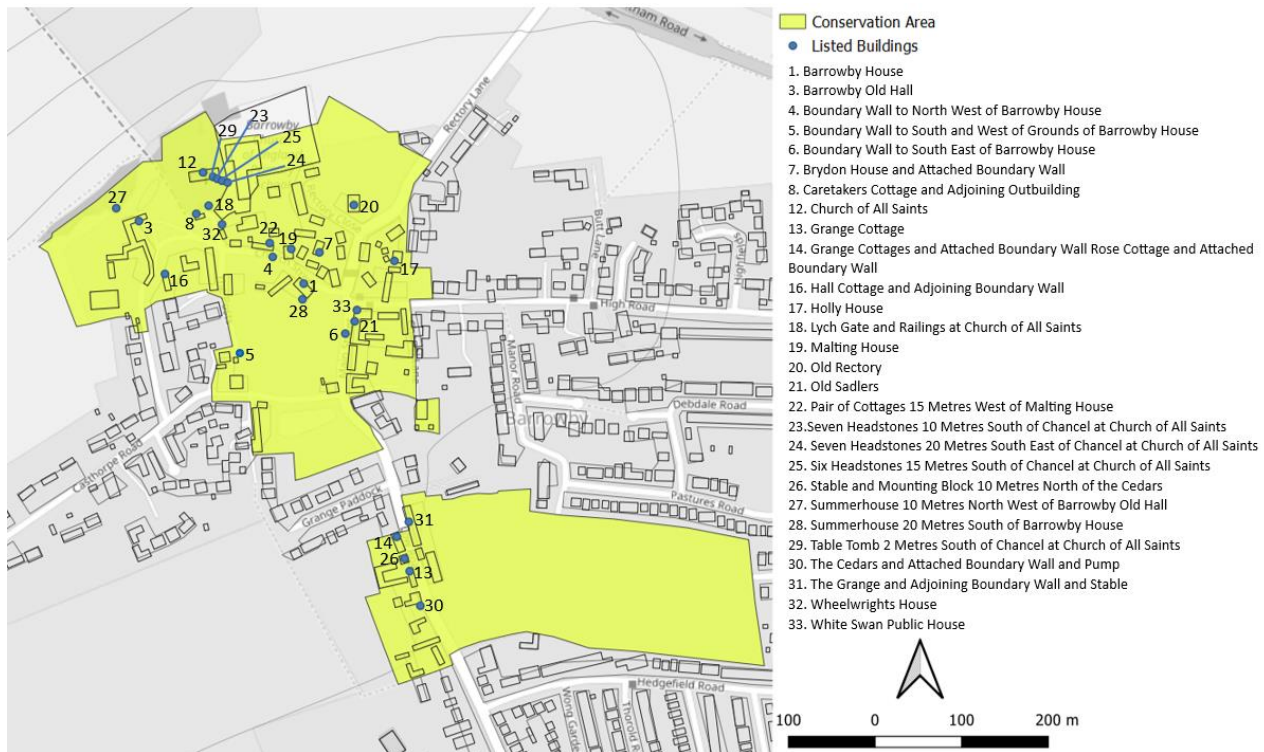 Conservation Area
Listed Buildings
1. Barrowby House
3. Barrowby Old Hall
4. Boundary Wall to North West of Barrowby House
5. Boundary Wall to South and West of Grounds of Barrowby House
6. Boundary Wall to South East of Barrowby House
7. Brydon House and Attached Boundary Wall
8. Caretakers Cottage and Adjoining Outbuilding
12. Church of All Saints
13. Grange Cottage
14. Grange Cottages and Attached Boundary Wall Rose Cottage and Attached
Boundary Wall
16. Hall Cottage and Adjoining Boundary Wall
17. Holly House
18. Lych Gate and Railings at Church of All Saints
19. Malting House
20. Old Rectory
21. Old Sadlers
22. Pair of Cottages 15 Metres West of Malting House
23.Seven Headstones 10 Metres South of Chancel at Church of All Saints
24. Seven Headstones 20 Metres South East of Chancel at Church of All Saints
25. Six Headstones 15 Metres South of Chancel at Church of All Saints
26. Stable and Mounting Block 10 Metres North of the Cedars
27. Summerhouse 10 Metres North West of Barrowby Old Hall
28. Summerhouse 20 Metres South of Barrowby House
29. Table Tomb 2 Metres South of Chancel at Church of All Saints
30. The Cedars and Attached Boundary Wall and Pump
31. The Grange and Adjoining Boundary Wall and Stable
32. Wheelwrights House
33. White Swan Public House
100 0 100 200 m
tham Road
Rectory Lane
Barrowby
23
29
25
24
12
27
18
8
3
32
20
22
19
7
4
17
16
1
28
33
21
6
5
Butt Lane
Highfields
High Road
Manor Road
Debdale Road
Barrowby
Casthorpe Road
Pastures Road
Grange Paddock
31
14
26
13
30
Hedgefield Road
Wong Garde
Thorold R